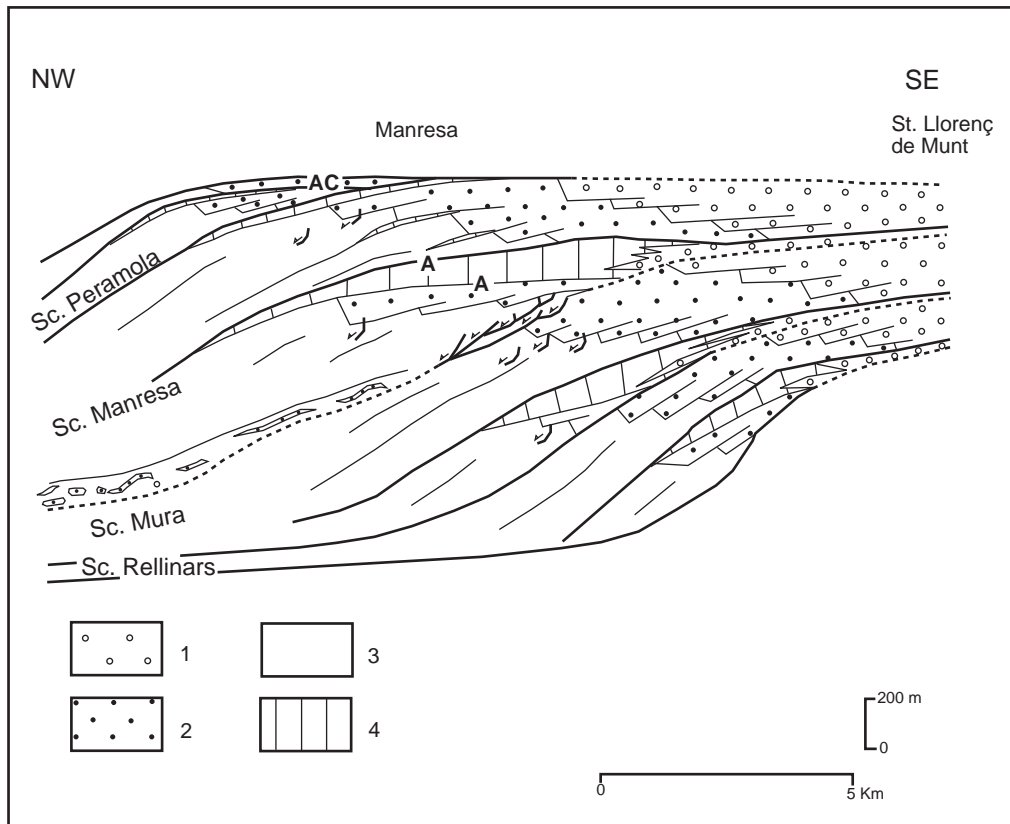 NW
SE
Manresa
St. Llorenç
de Munt
AC
A
A
Sc. Peramola
Sc. Manresa
Sc. Mura
Sc. Rellinars
1
3
2
4
200 m
0
0
5 Km